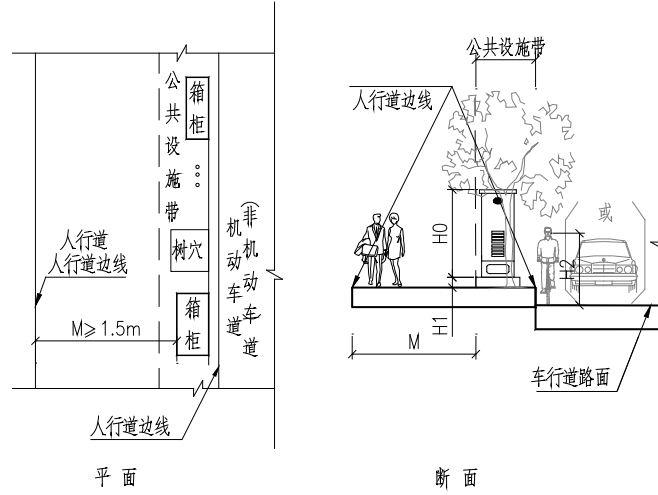 公共设施带
箱柜
树穴
箱柜
(非机动车道
机动车道
人行道
人行道边线
M≥1.5m
人行道边线
平面
公共设施带
人行道边线
H0
H1
H2
或
M
车行道路面
断面